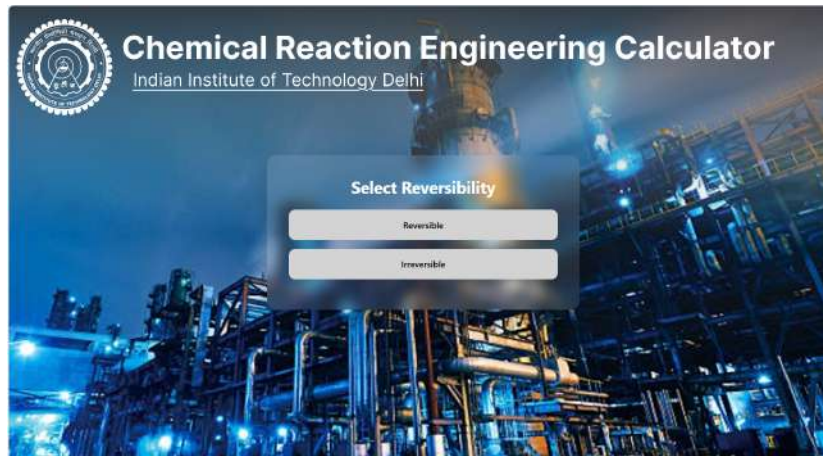 Chemical Reaction Engineering Calculator
Indian Institute of Technology Delhi
Select Reversibility
Reversible
Irreversible